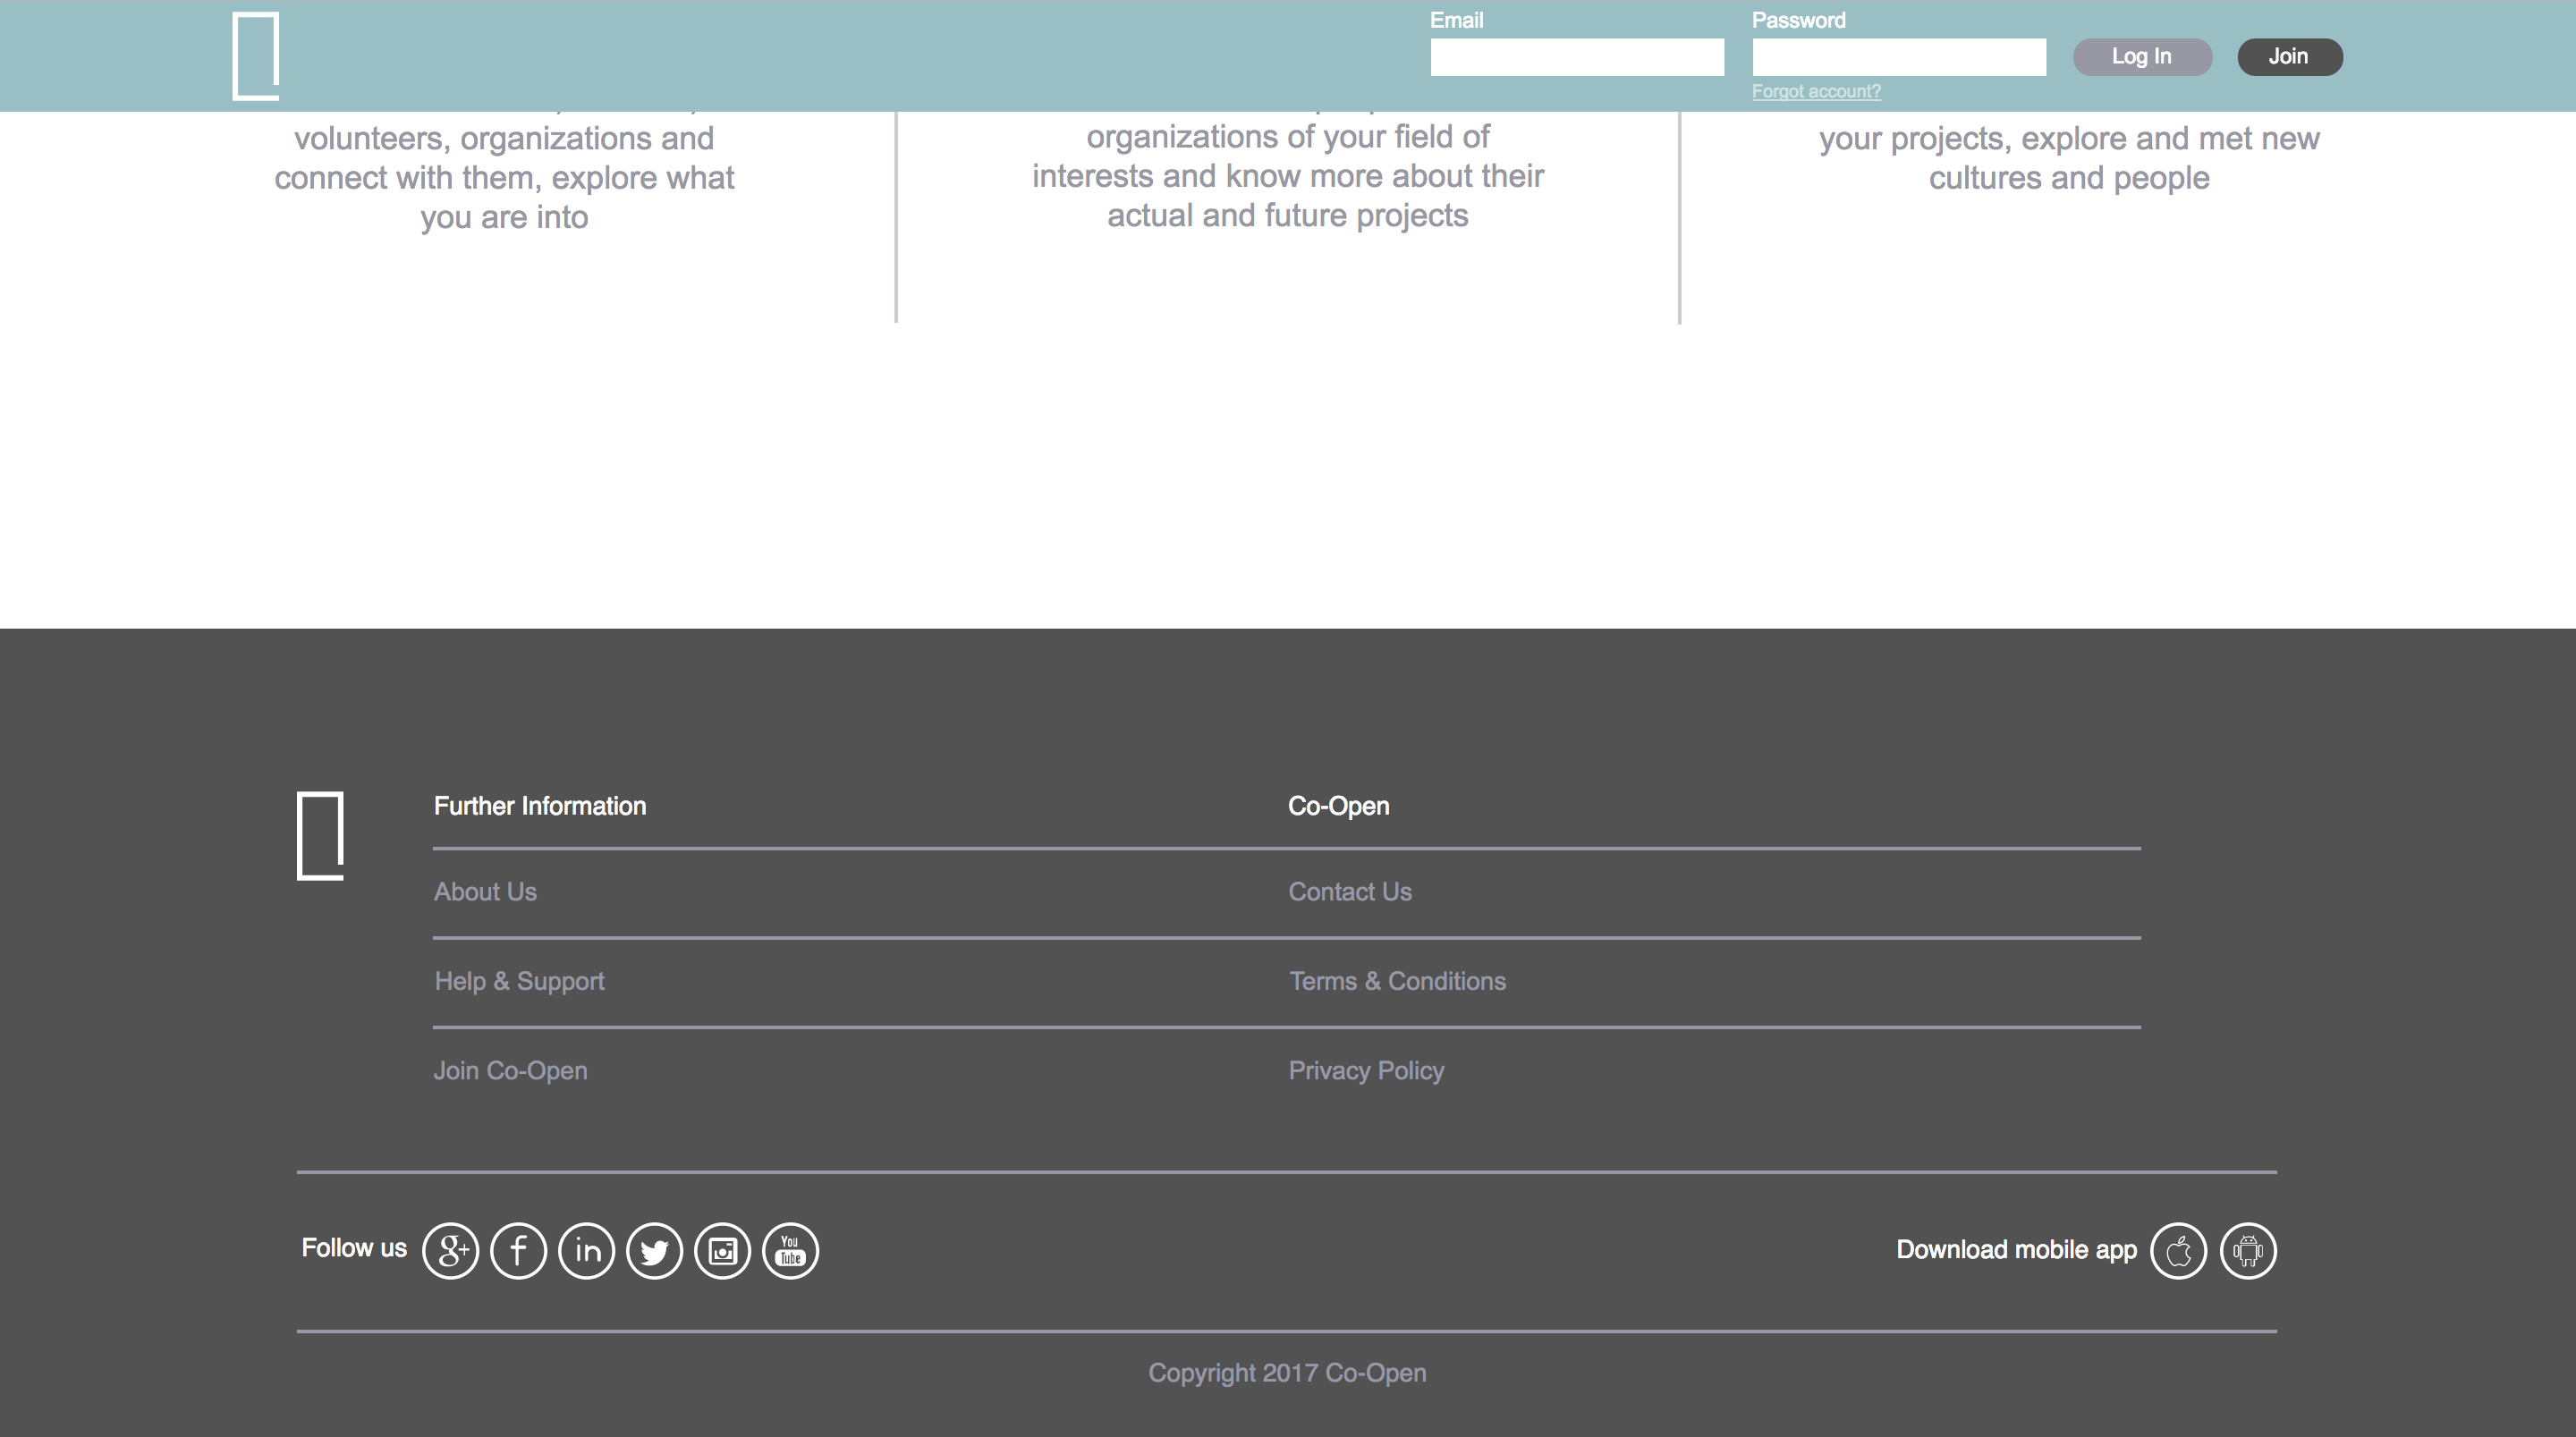 Email
Password
Log In
Join
Forgot account?
volunteers, organizations and
connect with them, explore what
you are into
organizations of your field of
interests and know more about their
actual and future projects
your projects, explore and met new
cultures and people
Further Information
Co-Open
About Us
Contact Us
Help & Support
Terms & Conditions
Join Co-Open
Privacy Policy
Follow us
g+
f
in
You
Tube
Download mobile app
Copyright 2017 Co-Open